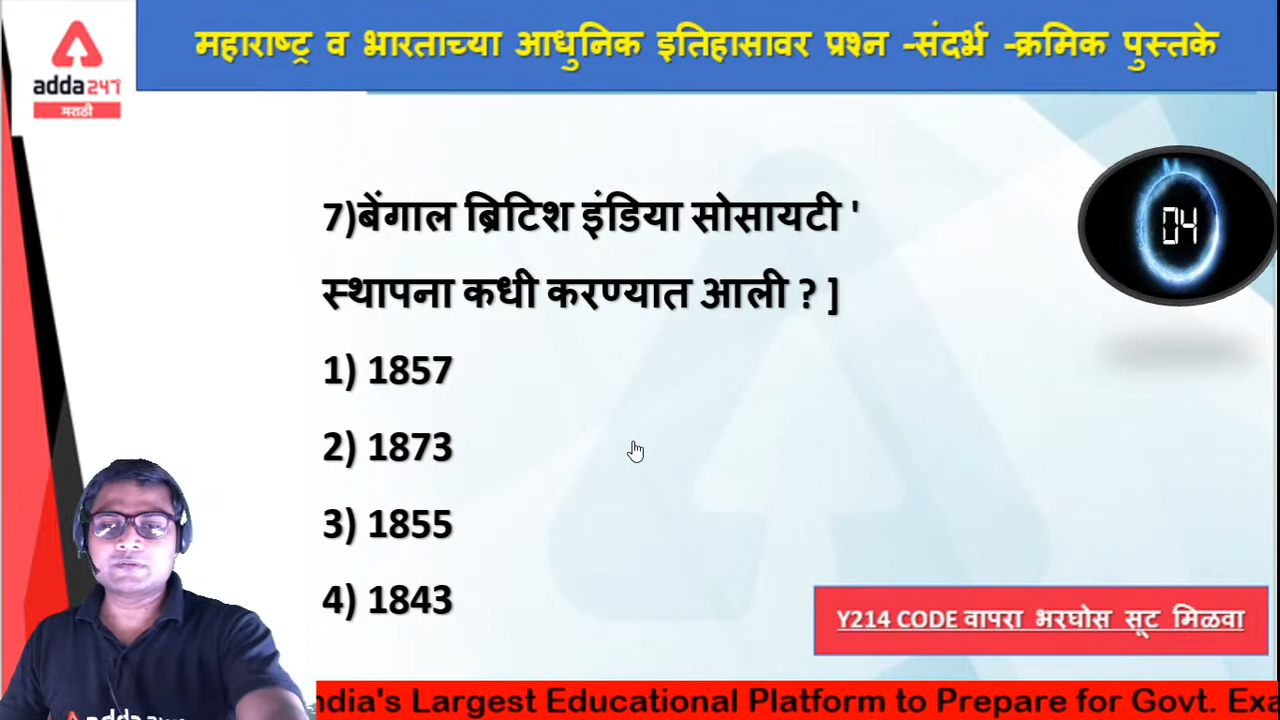 महाराष्ट्र व भारताच्या आधुनिक इतिहासावर प्रश्न -संदर्भ -क्रमिक पुस्तके
adda247
मराठी
04
7)बेंगाल ब्रिटिश इंडिया सोसायटी '
स्थापना कधी करण्यात आली ? ]
1) 1857
2) 1873
3) 1855
4) 1843
Y214 CODE वापरा भरघोस सूट मिळवा
India's Largest Educational Platform to Prepare for Govt. Exa